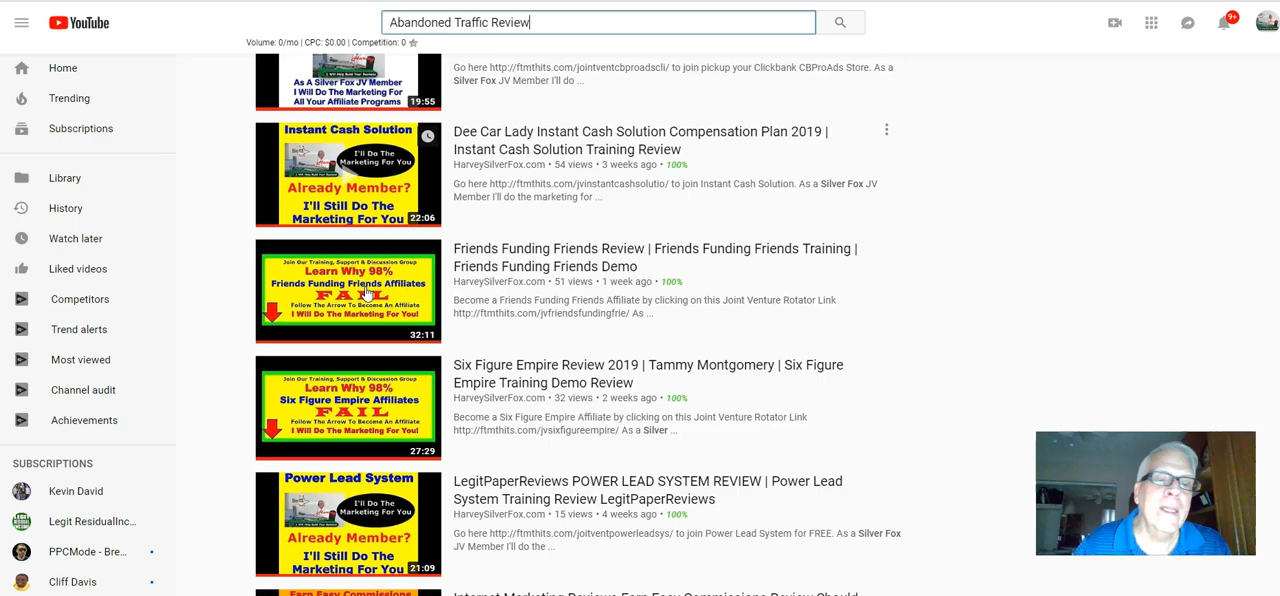 YouTube
Abandoned Traffic Review
9+
Volume: 0/mo | CPC: $0.00 | Competition: 0
Home
Trending
Subscriptions
Library
History
Watch later
Liked videos
Competitors
Trend alerts
Most viewed
Channel audit
Achievements
SUBSCRIPTIONS
Kevin David
Legit ResidualInc...
PPCMode - Bre...
Cliff Davis
As A Silver Fox JV Member
I Will Do The Marketing For
All Your Affiliate Programs
19:55
Go here http://ftmthits.com/jointventcbproadscli/ to join pickup your Clickbank CBProAds Store. As a
Silver Fox JV Member I'll do ...
Instant Cash Solution
I'll Do The
Marketing For You
Already Member?
I'll Still Do The
Marketing For You
22:06
Dee Car Lady Instant Cash Solution Compensation Plan 2019 |
Instant Cash Solution Training Review
HarveySilverFox.com • 54 views • 3 weeks ago • 100%
Go here http://ftmthits.com/jvinstantcashsolutio/ to join Instant Cash Solution. As a Silver Fox JV
Member I'll do the marketing for ...
Join Our Training, Support & Discussion Group
Learn Why 98%
Friends Funding Friends Affiliates
FAIL
Follow The Arrow To Become An Affiliate
I Will Do The Marketing For You!
32:11
Friends Funding Friends Review | Friends Funding Friends Training |
Friends Funding Friends Demo
HarveySilverFox.com • 51 views • 1 week ago • 100%
Become a Friends Funding Friends Affiliate by clicking on this Joint Venture Rotator Link
http://ftmthits.com/jvfriendsfundingfrie/ As ...
Join Our Training, Support & Discussion Group
Learn Why 98%
Six Figure Empire Affiliates
FAIL
Follow The Arrow To Become An Affiliate
I Will Do The Marketing For You!
27:29
Six Figure Empire Review 2019 | Tammy Montgomery | Six Figure
Empire Training Demo Review
HarveySilverFox.com • 32 views • 2 weeks ago • 100%
Become a Six Figure Empire Affiliate by clicking on this Joint Venture Rotator Link
http://ftmthits.com/jvsixfigureempire/ As a Silver ...
Power Lead System
I'll Do The
Marketing For You
Already Member?
I'll Still Do The
Marketing For You
21:09
LegitPaperReviews POWER LEAD SYSTEM REVIEW | Power Lead
System Training Review LegitPaperReviews
HarveySilverFox.com • 15 views • 4 weeks ago • 100%
Go here http://ftmthits.com/joitventpowerleadsys/ to join Power Lead System for FREE. As a Silver Fox
JV Member I'll do the ...
Earn Easy Commissions
Internet Marketing Reviews Earn Easy Commissions Review Should